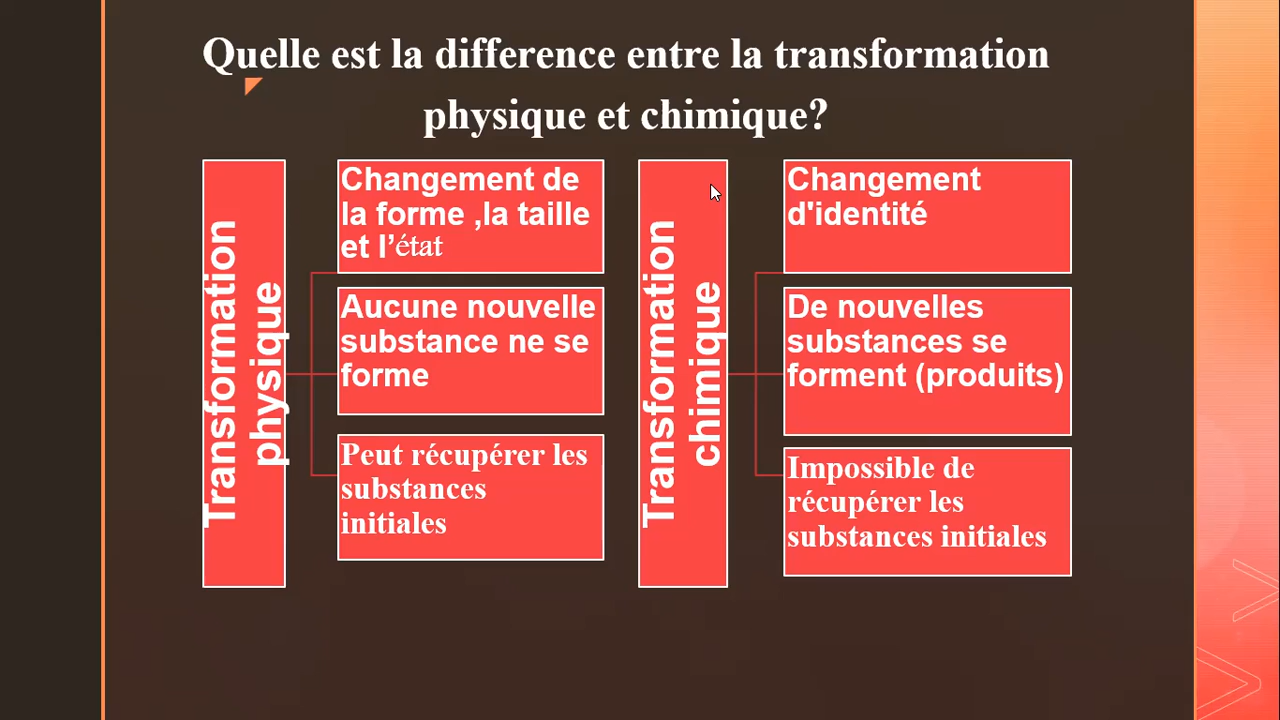 Quelle est la difference entre la transformation
physique et chimique?
Transformation
physique
Changement de
la forme ,la taille
et l’état
Aucune nouvelle
substance ne se
forme
Peut récupérer les
substances
initiales
Transformation
chimique
Changement
d'identité
De nouvelles
substances se
forment (produits)
Impossible de
récupérer les
substances initiales